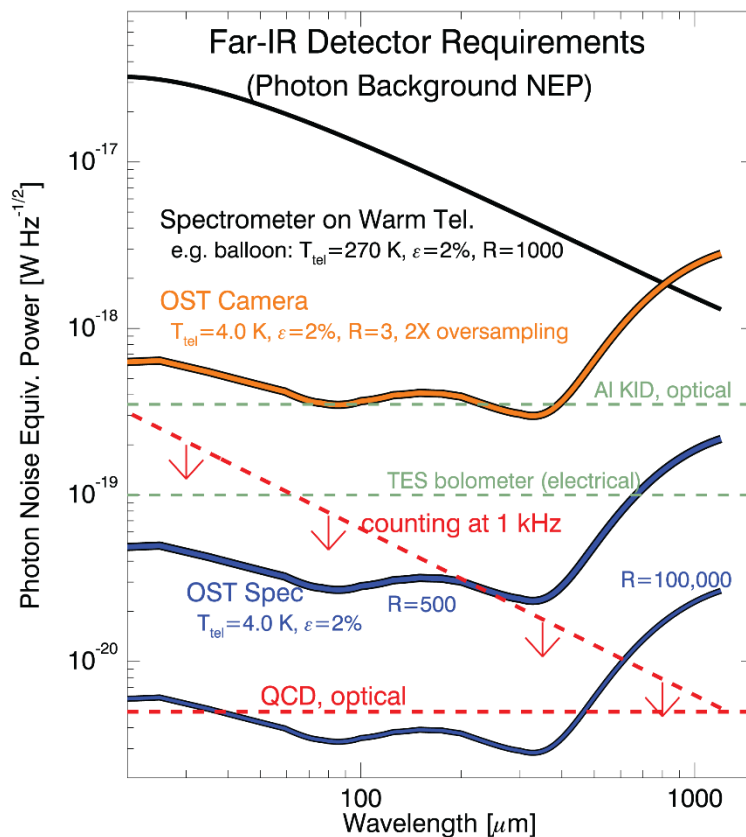 Far-IR Detector Requirements
(Photon Background NEP)
Photon Noise Equiv. Power [W Hz⁻¹/²]
10⁻¹⁷
10⁻¹⁸
10⁻¹⁹
10⁻²⁰
Spectrometer on Warm Tel.
e.g. balloon: T_tel=270 K, ε=2%, R=1000
OST Camera
T_tel=4.0 K, ε=2%, R=3, 2X oversampling
Al KID, optical
TES bolometer (electrical)
counting at 1 kHz
OST Spec
T_tel=4.0 K, ε=2%
R=500
R=100,000
QCD, optical
100
1000
Wavelength [μm]